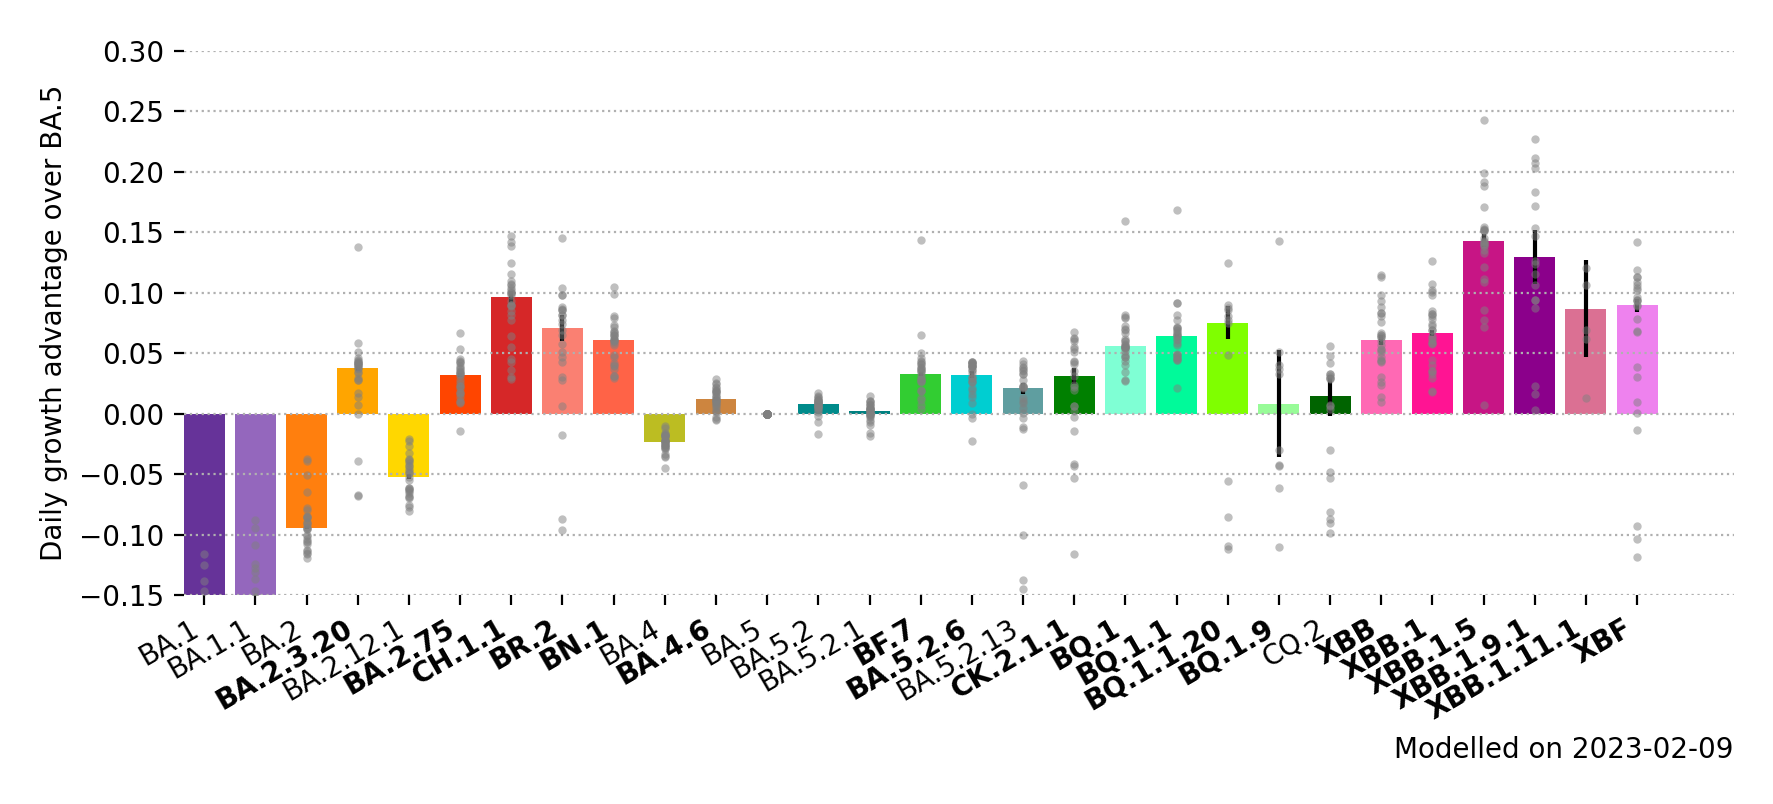 Daily growth advantage over BA.5
0.30
0.25
0.20
0.15
0.10
0.05
0.00
−0.05
−0.10
−0.15
BA.1
BA.1.1
BA.2
BA.2.3.20
BA.2.12.1
BA.2.75
CH.1.1
BR.2
BN.1
BA.4
BA.4.6
BA.5
BA.5.2
BA.5.2.1
BF.7
BA.5.2.6
BA.5.2.13
CK.2.1.1
BQ.1
BQ.1.1
BQ.1.1.20
BQ.1.9
CQ.2
XBB
XBB.1
XBB.1.5
XBB.1.9.1
XBB.1.11.1
XBF
Modelled on 2023-02-09